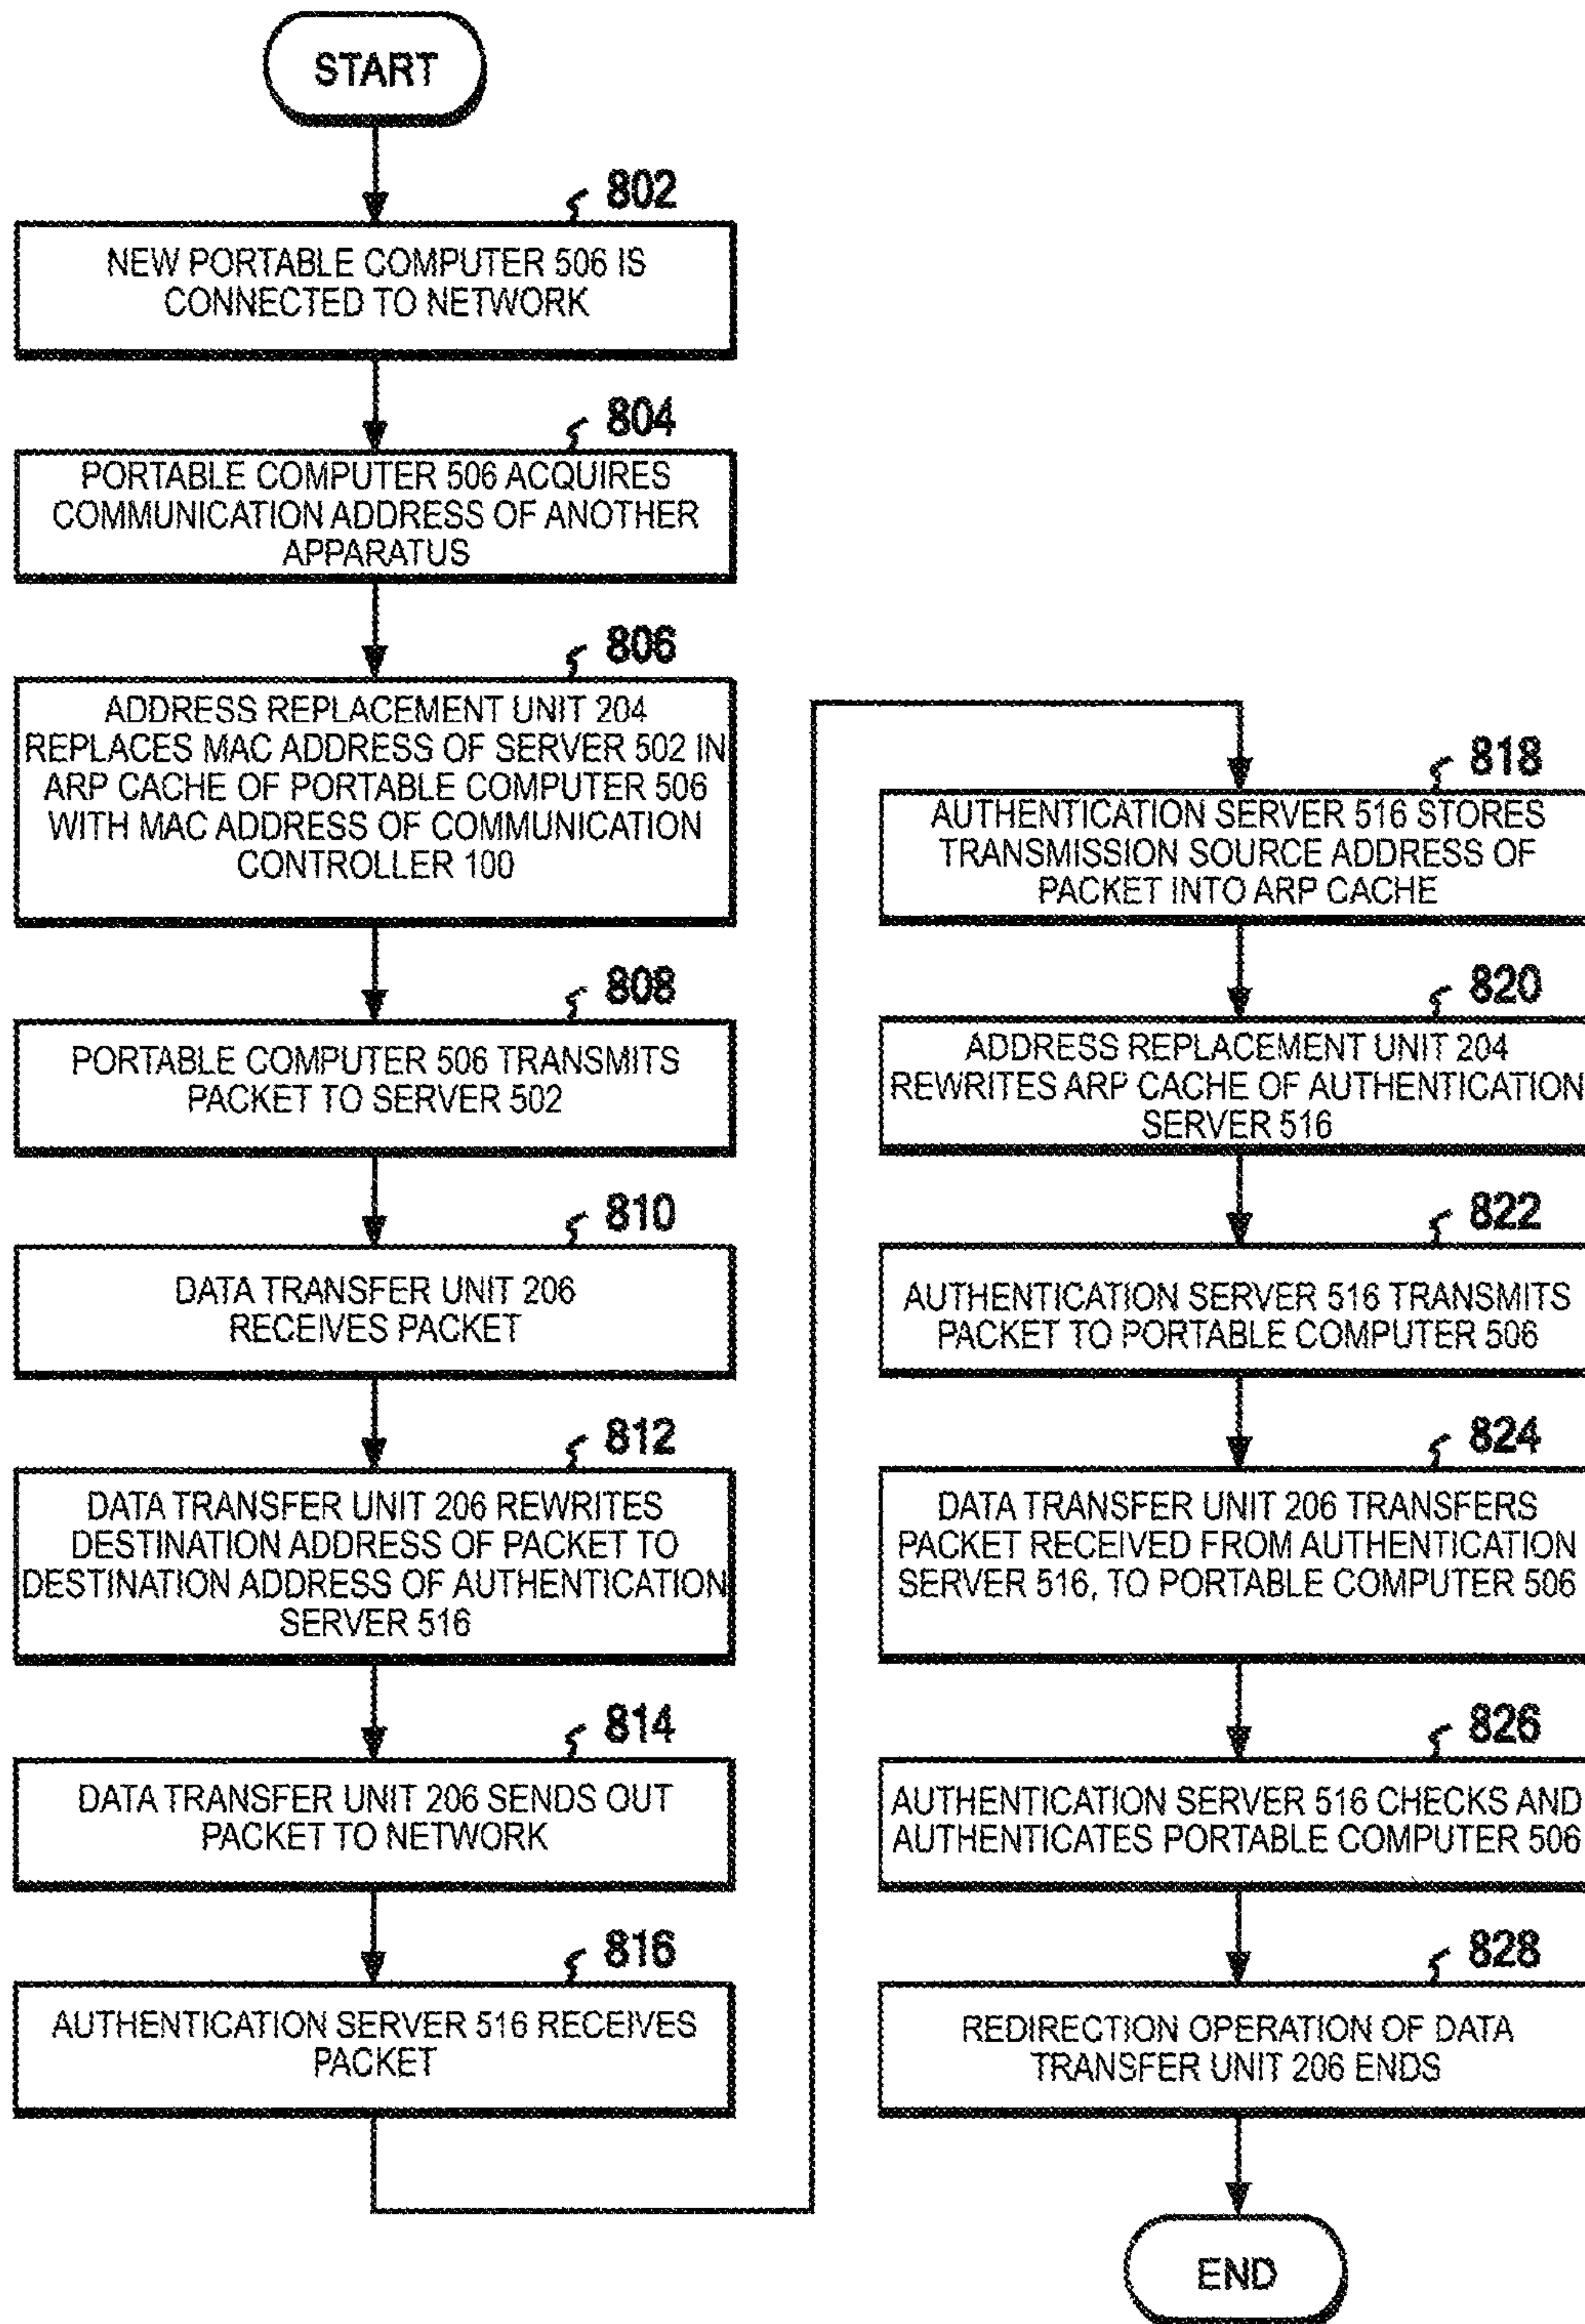 START
802
NEW PORTABLE COMPUTER 506 IS
CONNECTED TO NETWORK
804
PORTABLE COMPUTER 506 ACQUIRES
COMMUNICATION ADDRESS OF ANOTHER
APPARATUS
806
ADDRESS REPLACEMENT UNIT 204
REPLACES MAC ADDRESS OF SERVER 502 IN
ARP CACHE OF PORTABLE COMPUTER 506
WITH MAC ADDRESS OF COMMUNICATION
CONTROLLER 100
808
PORTABLE COMPUTER 506 TRANSMITS
PACKET TO SERVER 502
810
DATA TRANSFER UNIT 206
RECEIVES PACKET
812
DATA TRANSFER UNIT 206 REWRITES
DESTINATION ADDRESS OF PACKET TO
DESTINATION ADDRESS OF AUTHENTICATION
SERVER 516
814
DATA TRANSFER UNIT 206 SENDS OUT
PACKET TO NETWORK
816
AUTHENTICATION SERVER 516 RECEIVES
PACKET
818
AUTHENTICATION SERVER 516 STORES
TRANSMISSION SOURCE ADDRESS OF
PACKET INTO ARP CACHE
820
ADDRESS REPLACEMENT UNIT 204
REWRITES ARP CACHE OF AUTHENTICATION
SERVER 516
822
AUTHENTICATION SERVER 516 TRANSMITS
PACKET TO PORTABLE COMPUTER 506
824
DATA TRANSFER UNIT 206 TRANSFERS
PACKET RECEIVED FROM AUTHENTICATION
SERVER 516, TO PORTABLE COMPUTER 506
826
AUTHENTICATION SERVER 516 CHECKS AND
AUTHENTICATES PORTABLE COMPUTER 506
828
REDIRECTION OPERATION OF DATA
TRANSFER UNIT 206 ENDS
END